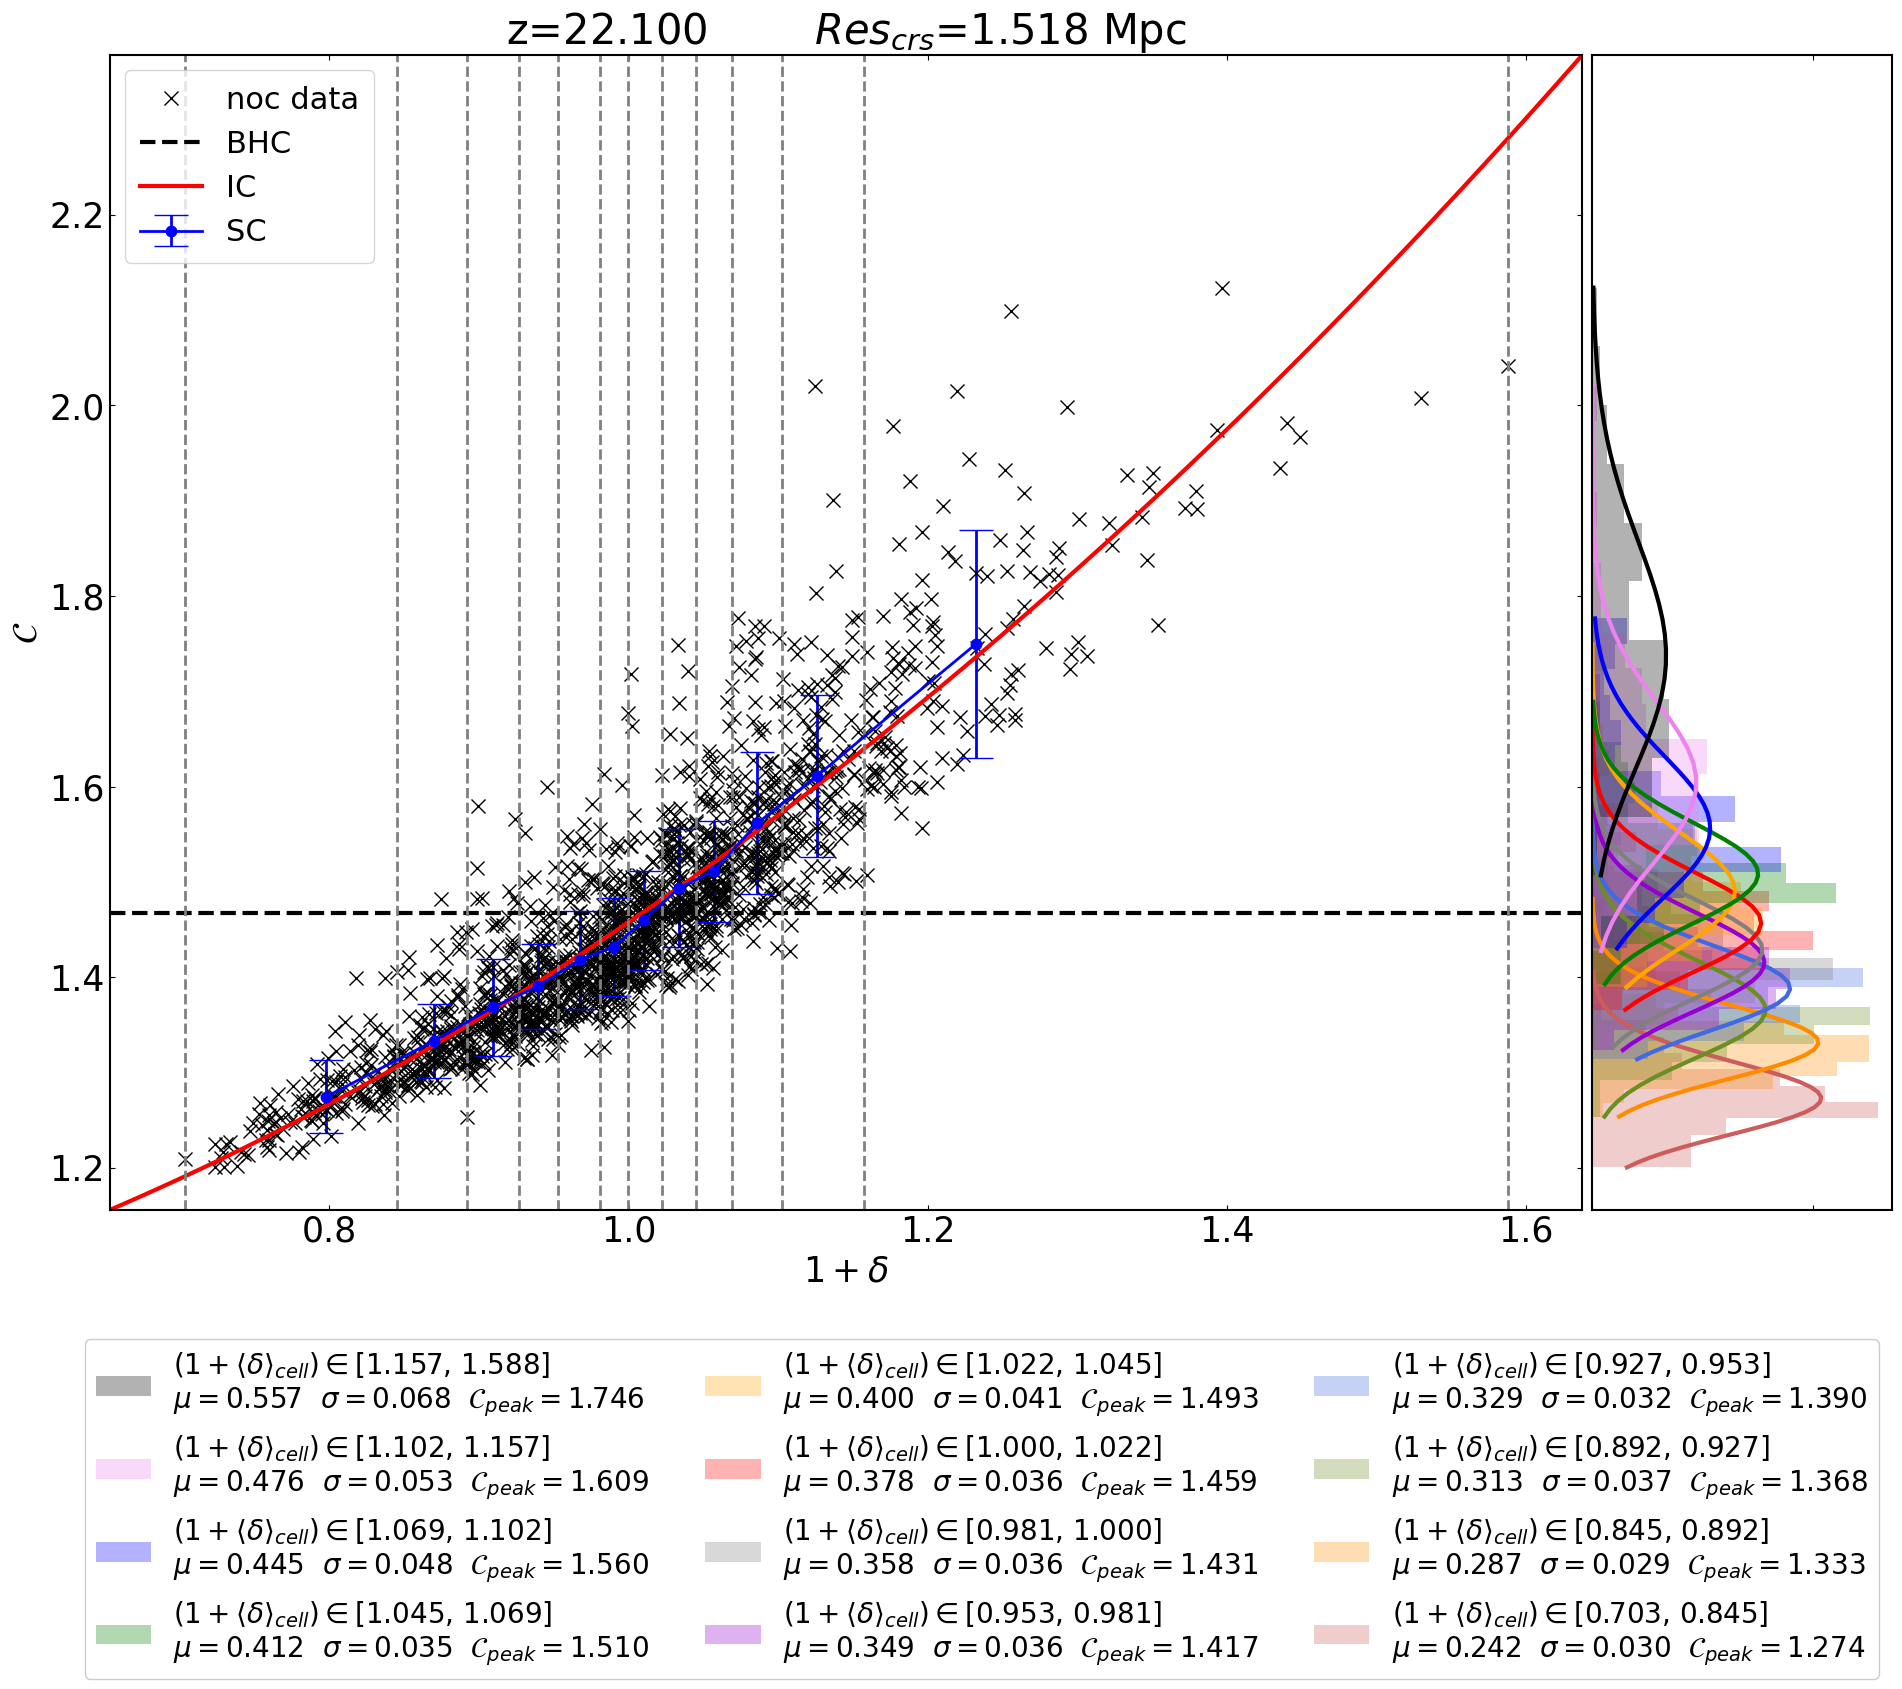 z=22.100 Res_crs=1.518 Mpc
noc data
BHC
IC
SC
𝒞
2.2
2.0
1.8
1.6
1.4
1.2
0.8 1.0 1.2 1.4 1.6
1 + δ
(1 + ⟨δ⟩_cell) ∈ [1.157, 1.588]
μ = 0.557 σ = 0.068 𝒞_peak = 1.746
(1 + ⟨δ⟩_cell) ∈ [1.102, 1.157]
μ = 0.476 σ = 0.053 𝒞_peak = 1.609
(1 + ⟨δ⟩_cell) ∈ [1.069, 1.102]
μ = 0.445 σ = 0.048 𝒞_peak = 1.560
(1 + ⟨δ⟩_cell) ∈ [1.045, 1.069]
μ = 0.412 σ = 0.035 𝒞_peak = 1.510
(1 + ⟨δ⟩_cell) ∈ [1.022, 1.045]
μ = 0.400 σ = 0.041 𝒞_peak = 1.493
(1 + ⟨δ⟩_cell) ∈ [1.000, 1.022]
μ = 0.378 σ = 0.036 𝒞_peak = 1.459
(1 + ⟨δ⟩_cell) ∈ [0.981, 1.000]
μ = 0.358 σ = 0.036 𝒞_peak = 1.431
(1 + ⟨δ⟩_cell) ∈ [0.953, 0.981]
μ = 0.349 σ = 0.036 𝒞_peak = 1.417
(1 + ⟨δ⟩_cell) ∈ [0.927, 0.953]
μ = 0.329 σ = 0.032 𝒞_peak = 1.390
(1 + ⟨δ⟩_cell) ∈ [0.892, 0.927]
μ = 0.313 σ = 0.037 𝒞_peak = 1.368
(1 + ⟨δ⟩_cell) ∈ [0.845, 0.892]
μ = 0.287 σ = 0.029 𝒞_peak = 1.333
(1 + ⟨δ⟩_cell) ∈ [0.703, 0.845]
μ = 0.242 σ = 0.030 𝒞_peak = 1.274